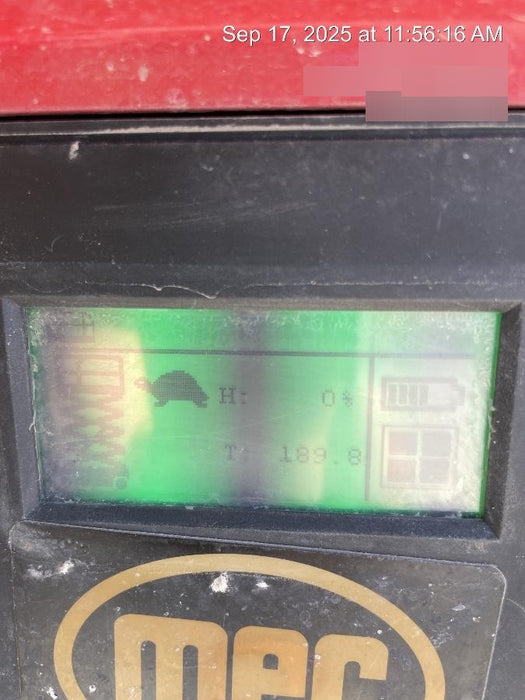 Sep 17, 2025 at 11:56:16 AM
H: 0%
T: 189.8
mec